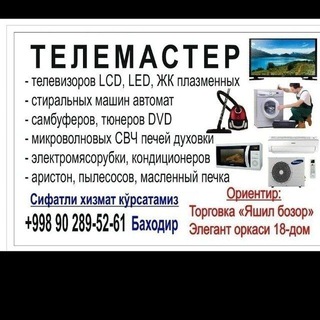 ТЕЛЕМАСТЕР
- телевизоров LCD, LED, ЖК плазменных
- стиральных машин автомат
- самбуферов, тюнеров DVD
- микроволновых СВЧ печей духовки
- электромясорубки, кондиционеров
- аристон, пылесосов, масленный печка
Сифатли хизмат кўрсатамиз
+998 90 289-52-61 Баходир
Ориентир:
Торговка «Яшил бозор»
Элегант оркаси 18-дом